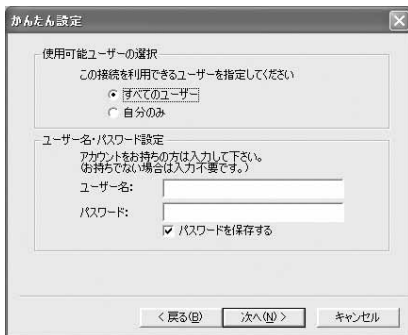 かんたん設定
使用可能ユーザーの選択
この接続を利用できるユーザーを指定してください
すべてのユーザー
自分のみ
ユーザー名・パスワード設定
アカウントをお持ちの方は入力して下さい。
(お持ちでない場合は入力不要です。)
ユーザー名:
パスワード:
パスワードを保存する
< 戻る(B) 次へ(N) > キャンセル